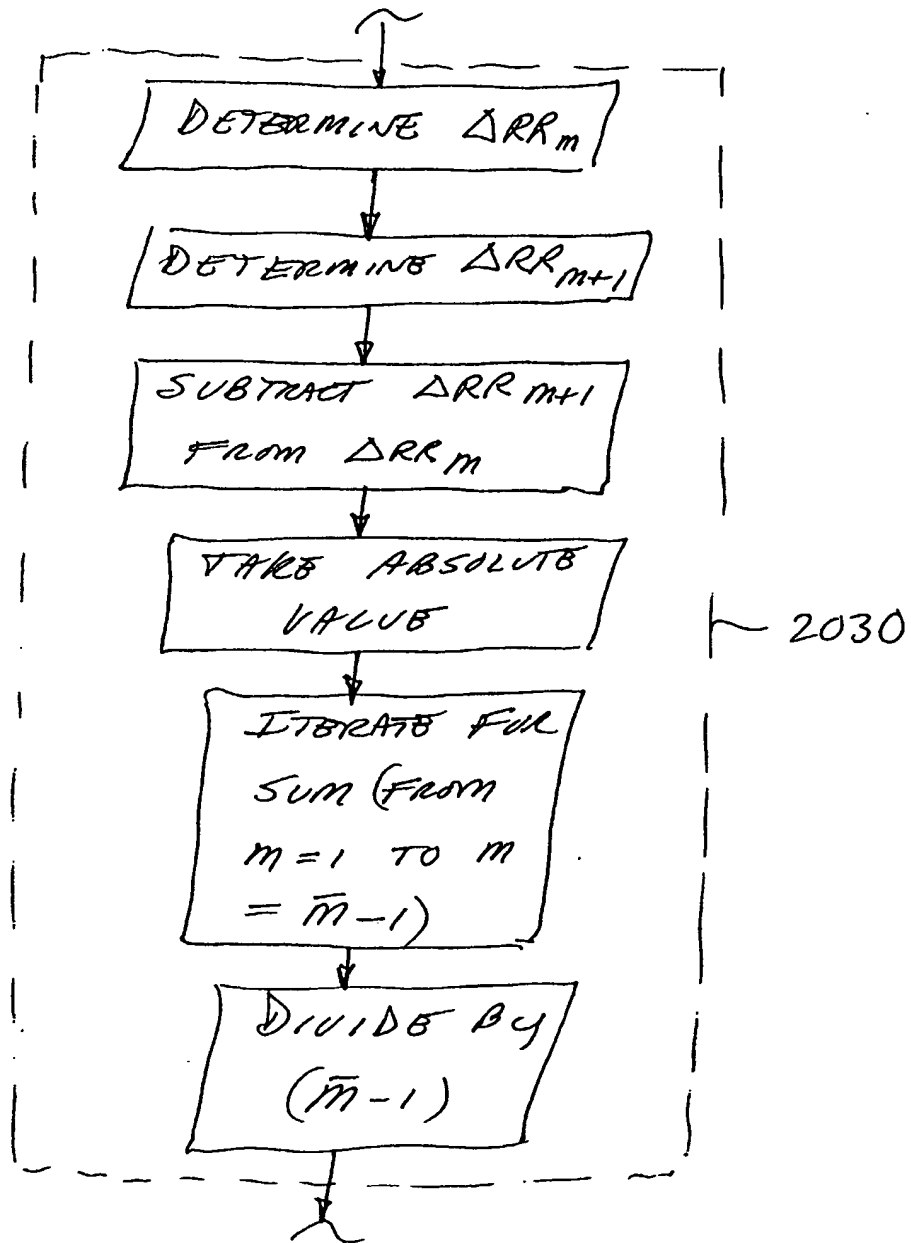 DETERMINE ΔRRm
DETERMINE ΔRRm+1
SUBTRACT ΔRRm+1
FROM ΔRRm
TAKE ABSOLUTE
VALUE
2030
ITERATE FOR
SUM (FROM
m=1 TO m
= m̅-1)
DIVIDE BY
(m̅-1)